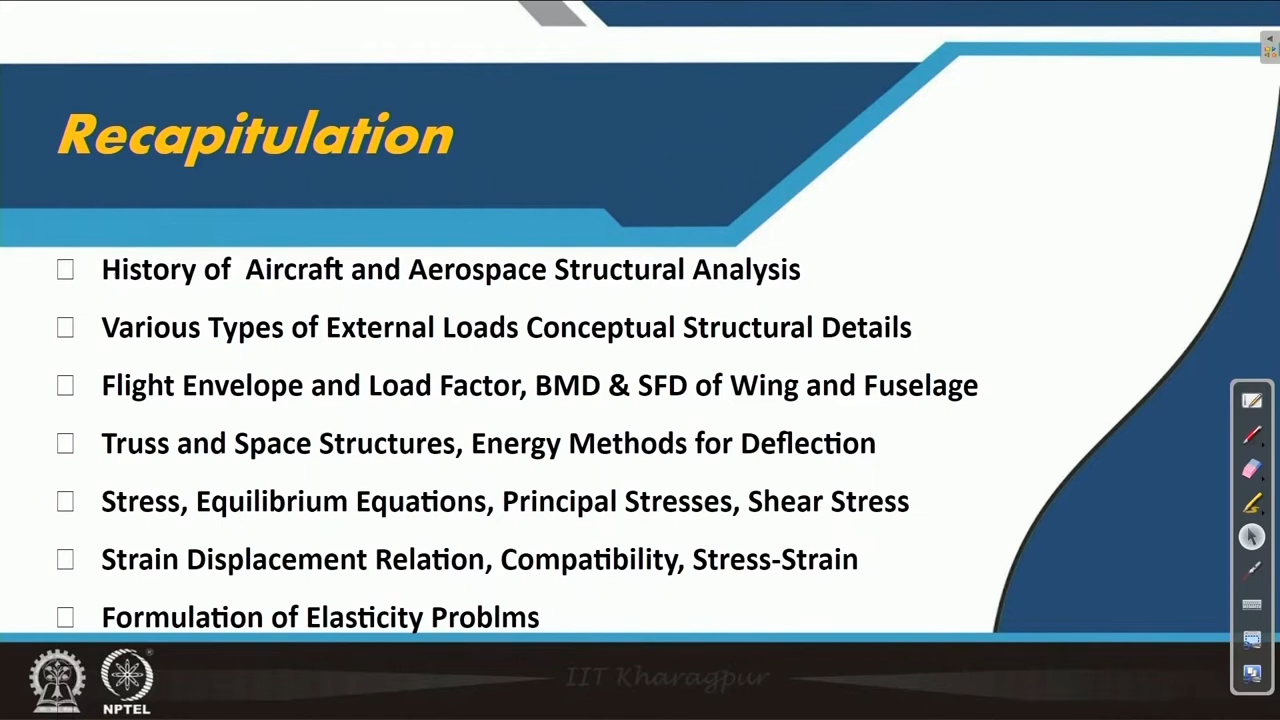 Recapitulation
History of Aircraft and Aerospace Structural Analysis
Various Types of External Loads Conceptual Structural Details
Flight Envelope and Load Factor, BMD & SFD of Wing and Fuselage
Truss and Space Structures, Energy Methods for Deflection
Stress, Equilibrium Equations, Principal Stresses, Shear Stress
Strain Displacement Relation, Compatibility, Stress-Strain
Formulation of Elasticity Problms
IIT Kharagpur
NPTEL